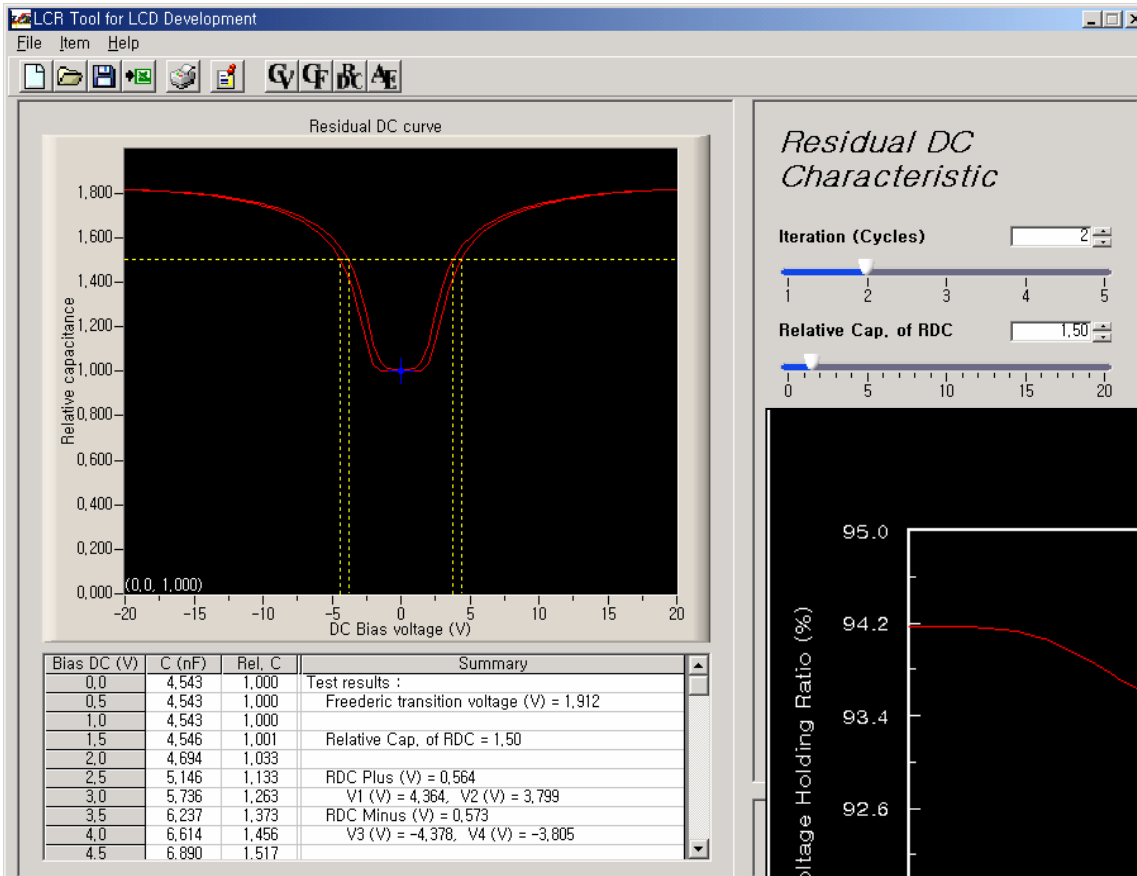 LCR Tool for LCD Development
File Item Help
CV CF RDC AE
Residual DC curve
Relative capacitance
1,800
1,600
1,500
1,400
1,200
1,000
0,800
0,600
0,400
0,200
0,000
(0,0, 1,000)
-20 -15 -10 -5 0 5 10 15 20
DC Bias voltage (V)
Bias DC (V) C (nF) Rel, C Summary
0,0 4,543 1,000 Test results :
0,5 4,543 1,000 Freederic transition voltage (V) = 1,912
1,0 4,543 1,000
1,5 4,546 1,001 Relative Cap, of RDC = 1,50
2,0 4,694 1,033
2,5 5,146 1,133 RDC Plus (V) = 0,564
3,0 5,736 1,263 V1 (V) = 4,364, V2 (V) = 3,799
3,5 6,237 1,373 RDC Minus (V) = 0,573
4,0 6,614 1,456 V3 (V) = -4,378, V4 (V) = -3,805
4,5 6,890 1,517
Residual DC
Characteristic
Iteration (Cycles) 2
1 2 3 4 5
Relative Cap, of RDC 1,50
0 5 10 15 20
95.0
94.2
93.4
92.6
oltage Holding Ratio (%)